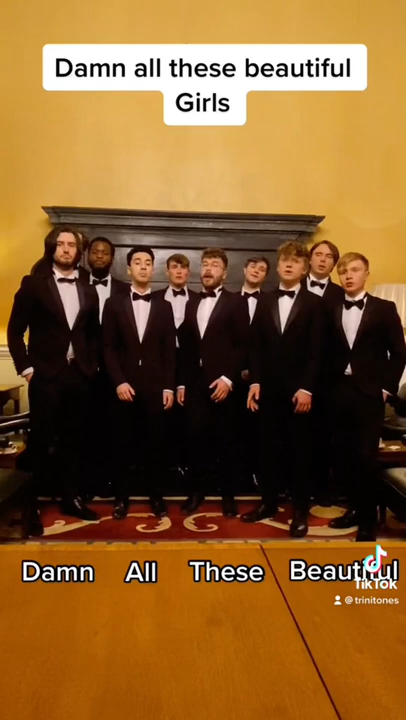 Damn all these beautiful
Girls
Damn All These Beautiful
TikTok
@trinitones